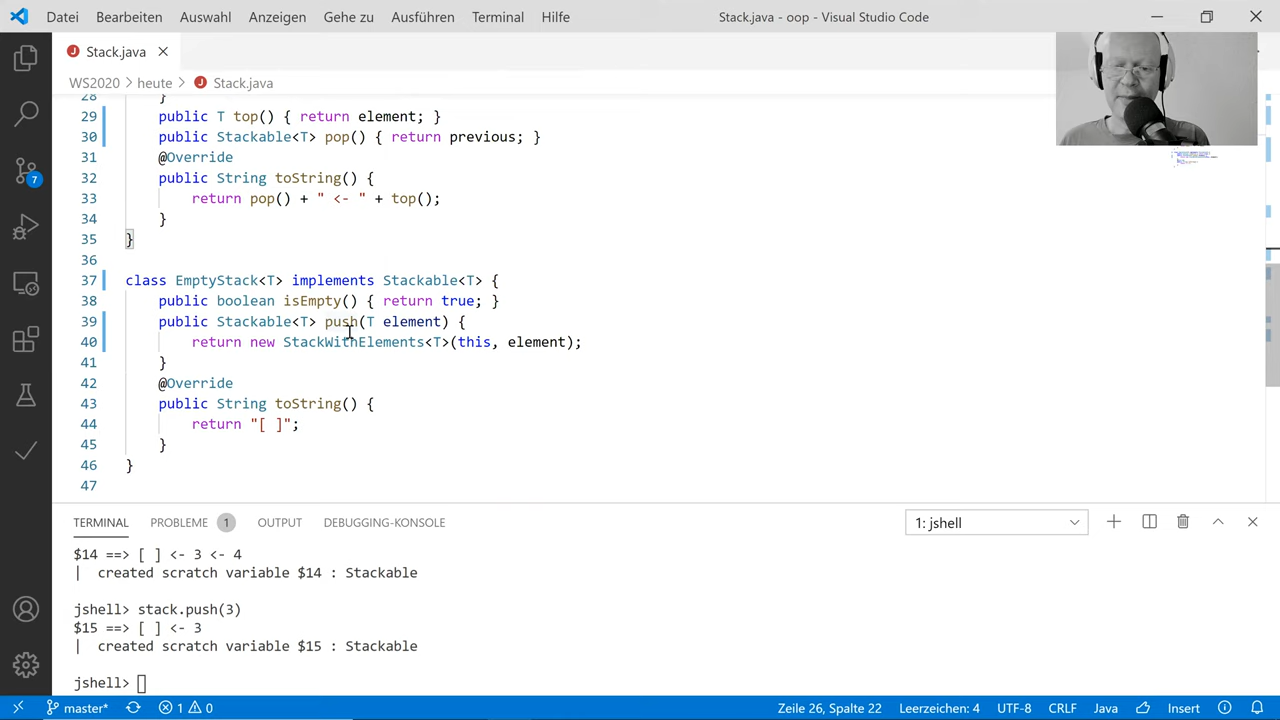 Datei Bearbeiten Auswahl Anzeigen Gehe zu Ausführen Terminal Hilfe Stack.java - oop - Visual Studio Code
J Stack.java
WS2020 > heute > J Stack.java
28 }
29 public T top() { return element; }
30 public Stackable<T> pop() { return previous; }
31 @Override
32 public String toString() {
33 return pop() + " <- " + top();
34 }
35 }
36
37 class EmptyStack<T> implements Stackable<T> {
38 public boolean isEmpty() { return true; }
39 public Stackable<T> push(T element) {
40 return new StackWithElements<T>(this, element);
41 }
42 @Override
43 public String toString() {
44 return "[ ]";
45 }
46 }
47
7
TERMINAL PROBLEME 1 OUTPUT DEBUGGING-KONSOLE 1: jshell
$14 ==> [ ] <- 3 <- 4
| created scratch variable $14 : Stackable
jshell> stack.push(3)
$15 ==> [ ] <- 3
| created scratch variable $15 : Stackable
jshell>
master* 1 0 Zeile 26, Spalte 22 Leerzeichen: 4 UTF-8 CRLF Java Insert